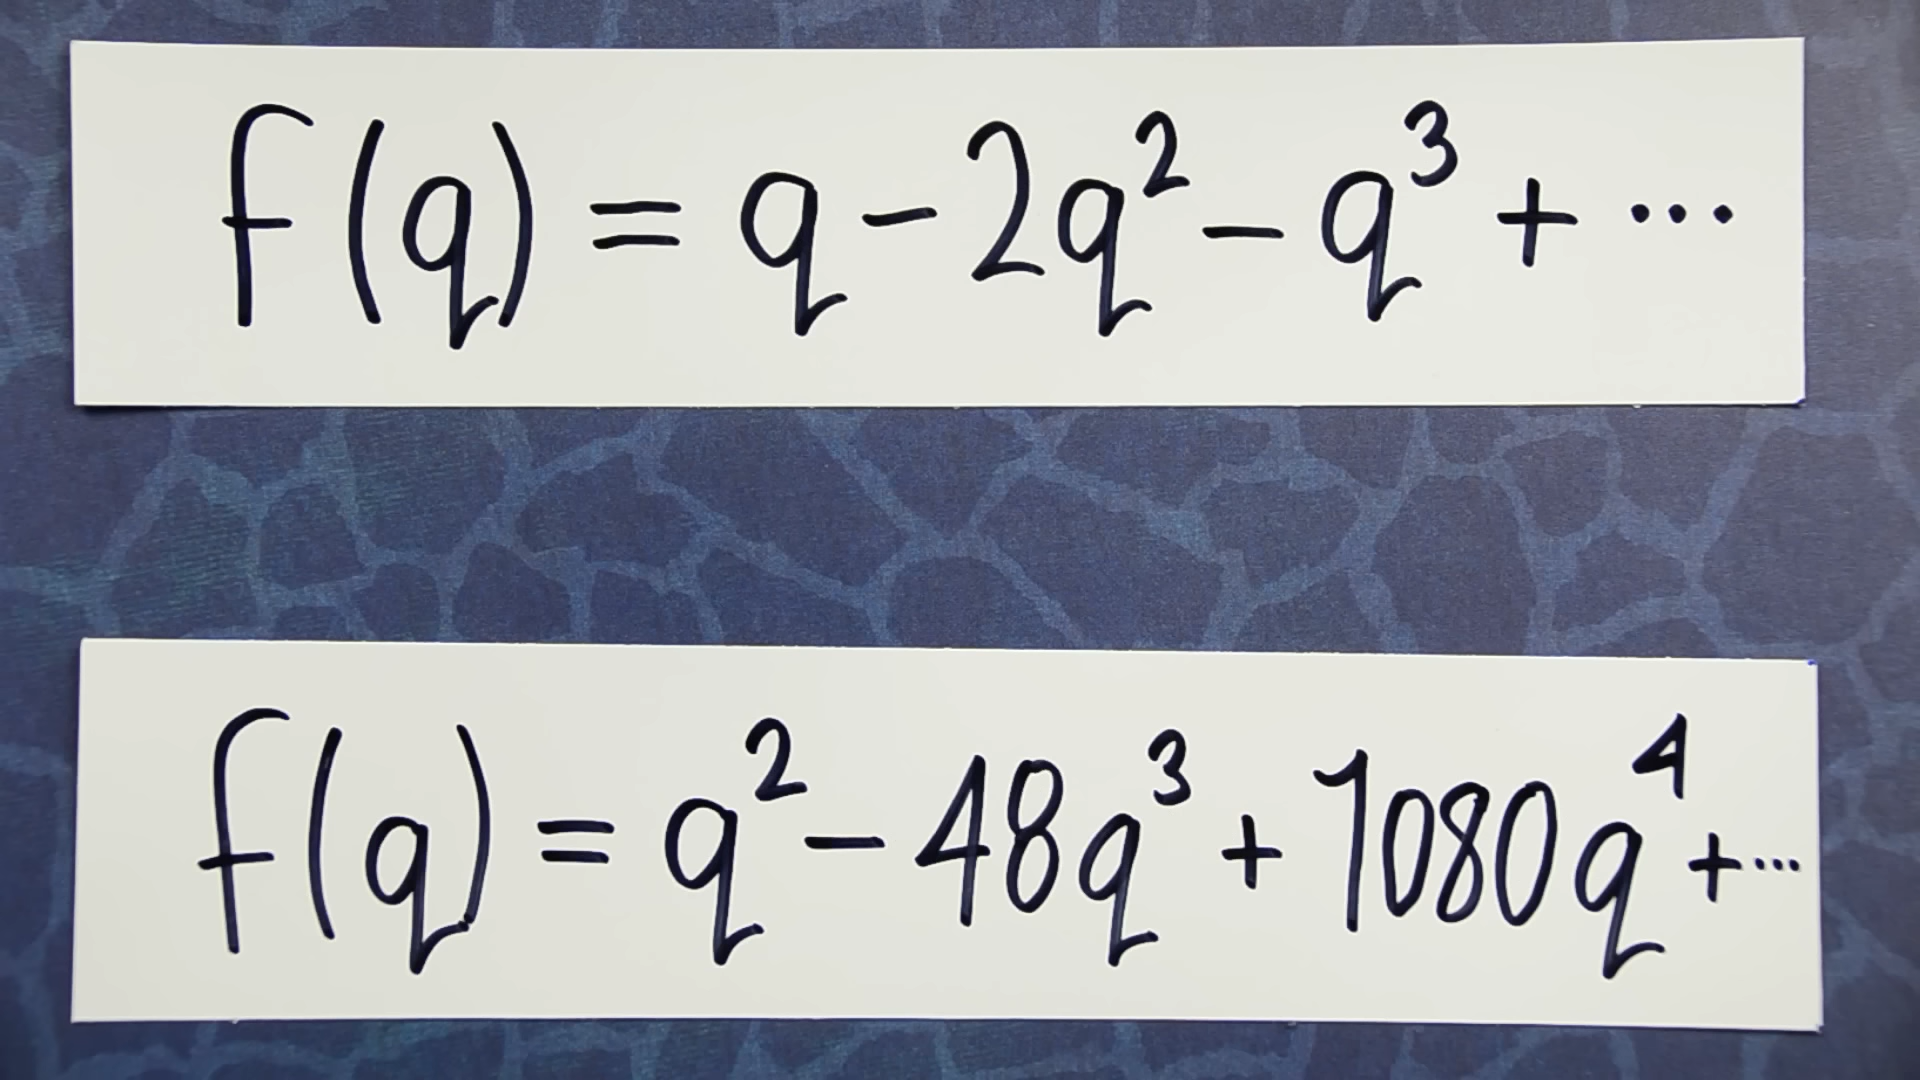 f(q) = q - 2q² - q³ + ...
f(q) = q² - 48q³ + 1080q⁴ + ...